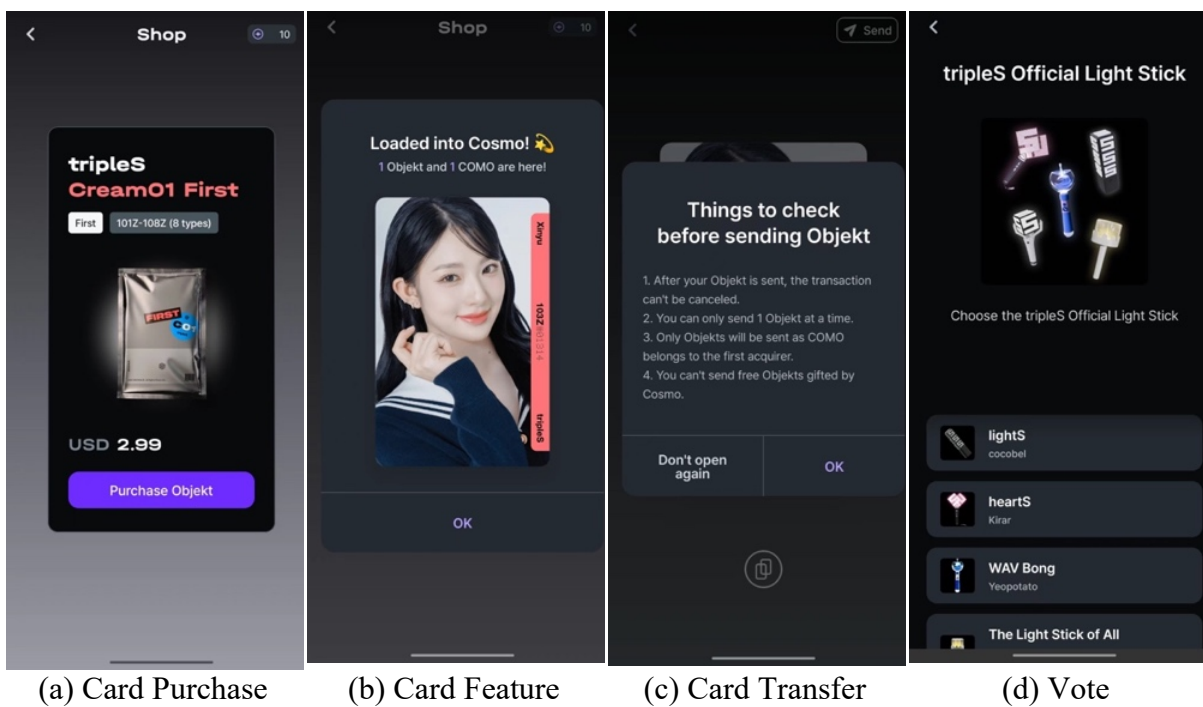 Shop
10
tripleS
Cream01 First
First
101Z-108Z (8 types)
FIRST
USD 2.99
Purchase Objekt
(a) Card Purchase
Shop
10
Loaded into Cosmo!
1 Objekt and 1 COMO are here!
Xinyu
103Z #01314
tripleS
OK
(b) Card Feature
Send
Things to check
before sending Objekt
1. After your Objekt is sent, the transaction
can't be canceled.
2. You can only send 1 Objekt at a time.
3. Only Objekts will be sent as COMO
belongs to the first acquirer.
4. You can't send free Objekts gifted by
Cosmo.
Don't open
again
OK
(c) Card Transfer
tripleS Official Light Stick
Choose the tripleS Official Light Stick
lightS
cocobel
heartS
Kirar
WAV Bong
Yeopotato
The Light Stick of All
(d) Vote